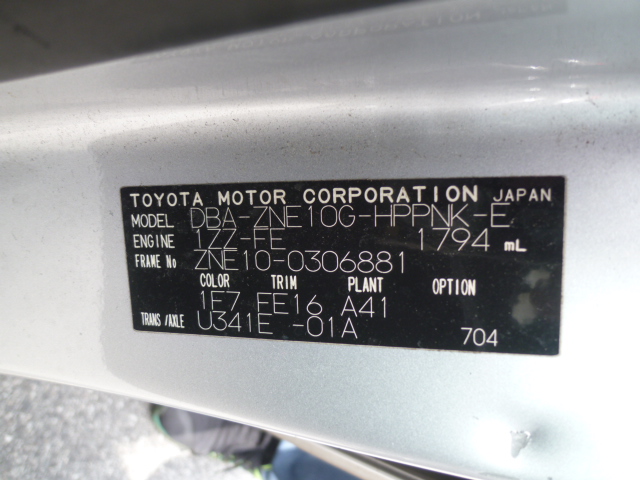 TOYOTA MOTOR CORPORATION JAPAN
MODEL DBA-ZNE10G-HPPNK-E
ENGINE 1ZZ-FE 1794 mL
FRAME No ZNE10-0306881
COLOR TRIM PLANT OPTION
1F7 FE16 A41
TRANS/AXLE U341E -01A 704